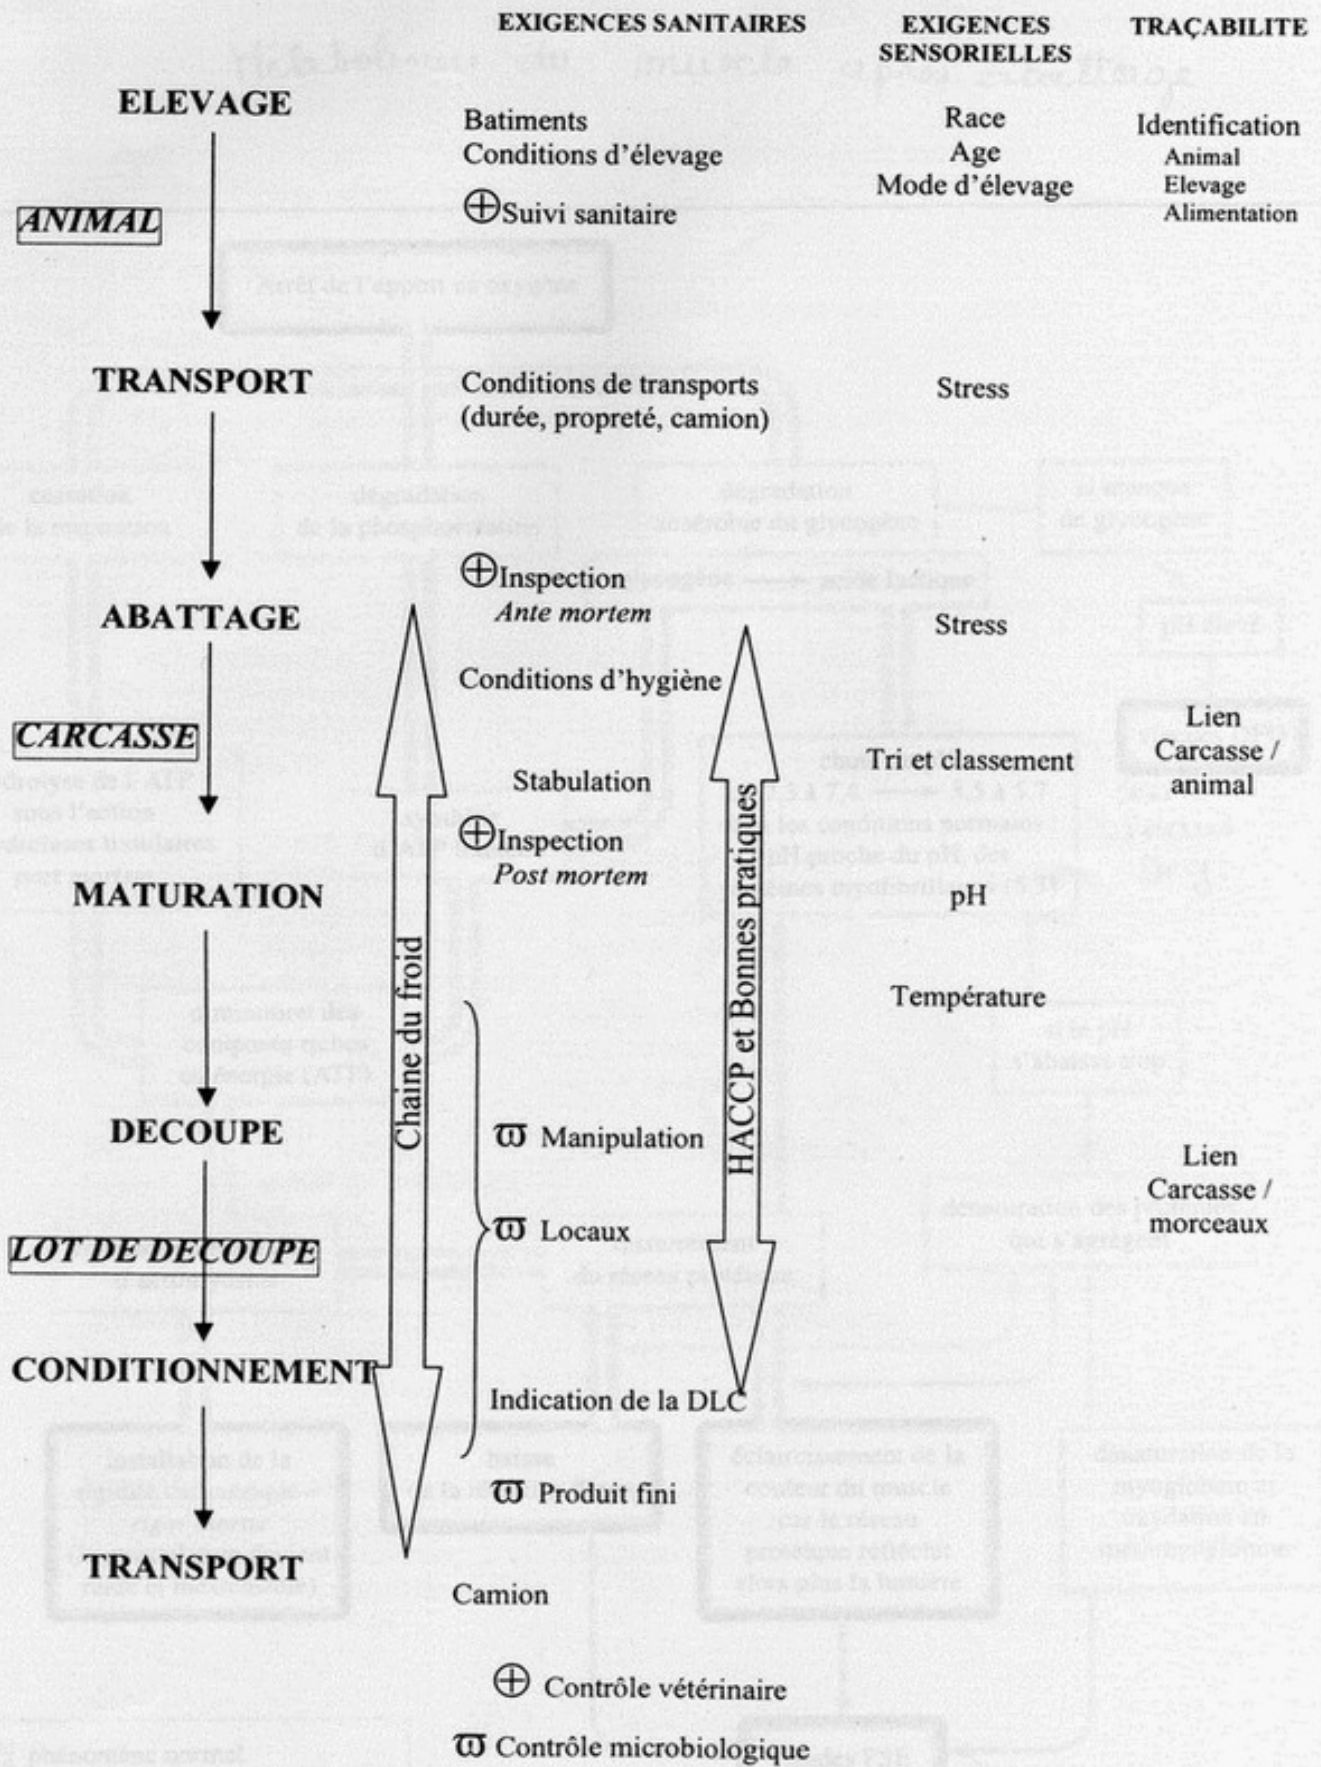 EXIGENCES SANITAIRES
EXIGENCES
SENSORIELLES
TRAÇABILITE
ELEVAGE
Batiments
Conditions d'élevage
⊕Suivi sanitaire
Race
Age
Mode d'élevage
Identification
Animal
Elevage
Alimentation
ANIMAL
TRANSPORT
Conditions de transports
(durée, propreté, camion)
Stress
⊕Inspection
Ante mortem
ABATTAGE
Stress
Conditions d'hygiène
CARCASSE
Lien
Carcasse /
animal
Tri et classement
Stabulation
⊕Inspection
Post mortem
MATURATION
pH
Température
Chaine du froid
HACCP et Bonnes pratiques
DECOUPE
ϖ Manipulation
Lien
Carcasse /
morceaux
ϖ Locaux
LOT DE DECOUPE
CONDITIONNEMENT
Indication de la DLC
ϖ Produit fini
TRANSPORT
Camion
⊕ Contrôle vétérinaire
ϖ Contrôle microbiologique